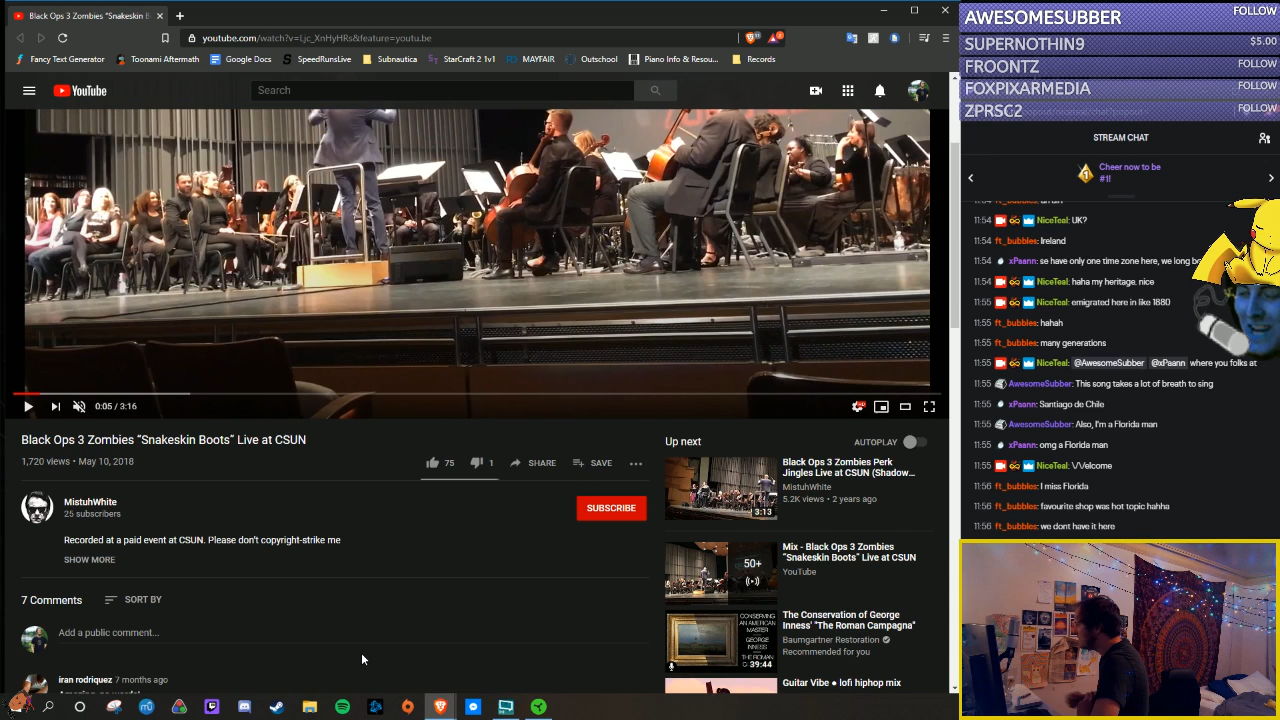 Black Ops 3 Zombies "Snakeskin B
youtube.com/watch?v=Ljc_XnHyHRs&feature=youtu.be
Fancy Text Generator
Toonami Aftermath
Google Docs
SpeedRunsLive
Subnautica
StarCraft 2 1v1
MAYFAIR
Outschool
Piano Info & Resou...
Records
YouTube
Search
0:05 / 3:16
Black Ops 3 Zombies "Snakeskin Boots" Live at CSUN
1,720 views • May 10, 2018
75
1
SHARE
SAVE
MistuhWhite
25 subscribers
SUBSCRIBE
Recorded at a paid event at CSUN. Please don't copyright-strike me
SHOW MORE
7 Comments
SORT BY
Add a public comment...
iran rodriquez 7 months ago
Up next
AUTOPLAY
Black Ops 3 Zombies Perk
Jingles Live at CSUN (Shadow...
MistuhWhite
5.2K views • 2 years ago
3:13
Mix - Black Ops 3 Zombies
"Snakeskin Boots" Live at CSUN
YouTube
50+
The Conservation of George
Inness' "The Roman Campagna"
Baumgartner Restoration
Recommended for you
CONSERVING
AN AMERICAN
MASTER
GEORGE
INNESS
THE
ROMAN
39:44
Guitar Vibe ● lofi hiphop mix
AWESOMESUBBER FOLLOW
SUPERNOTHIN9 $5.00
FROONTZ FOLLOW
FOXPIXARMEDIA FOLLOW
ZPRSC2 FOLLOW
STREAM CHAT
Cheer now to be
#1!
11:54 NiceTeal: UK?
11:54 ft_bubbles: Ireland
11:54 xPaann: se have only one time zone here, we long bo
11:54 NiceTeal: haha my heritage. nice
11:55 NiceTeal: emigrated here in like 1880
11:55 ft_bubbles: hahah
11:55 ft_bubbles: many generations
11:55 NiceTeal: @AwesomeSubber @xPaann where you folks at
11:55 AwesomeSubber: This song takes a lot of breath to sing
11:55 xPaann: Santiago de Chile
11:55 AwesomeSubber: Also, I'm a Florida man
11:55 xPaann: omg a Florida man
11:55 NiceTeal: \/\/elcome
11:56 ft_bubbles: I miss Florida
11:56 ft_bubbles: favourite shop was hot topic hahha
11:56 ft_bubbles: we dont have it here